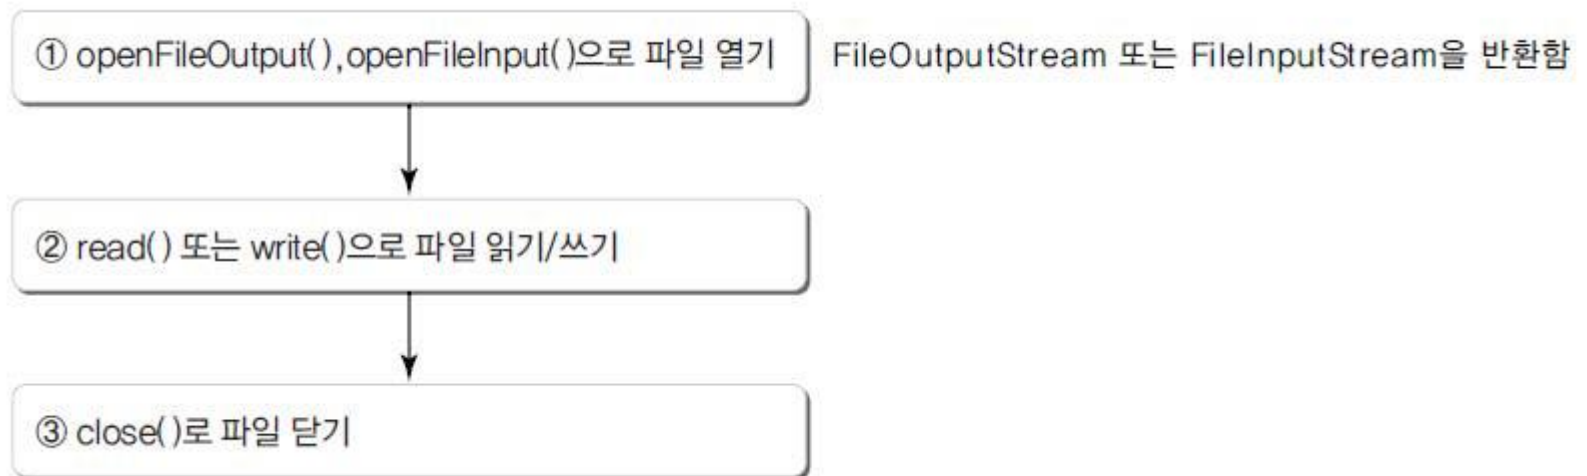 ① openFileOutput( ),openFileInput( )으로 파일 열기 FileOutputStream 또는 FileInputStream을 반환함
② read( ) 또는 write( )으로 파일 읽기/쓰기
③ close( )로 파일 닫기